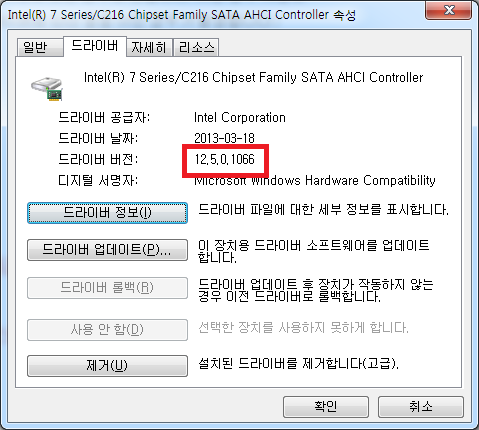 Intel(R) 7 Series/C216 Chipset Family SATA AHCI Controller 속성
일반 드라이버 자세히 리소스
Intel(R) 7 Series/C216 Chipset Family SATA AHCI Controller
드라이버 공급자: Intel Corporation
드라이버 날짜: 2013-03-18
드라이버 버전: 12.5.0.1066
디지털 서명자: Microsoft Windows Hardware Compatibility
드라이버 정보(I) 드라이버 파일에 대한 세부 정보를 표시합니다.
드라이버 업데이트(P)... 이 장치용 드라이버 소프트웨어를 업데이트
합니다.
드라이버 롤백(R) 드라이버 업데이트 후 장치가 작동하지 않는
경우 이전 드라이버로 롤백합니다.
사용 안 함(D) 선택한 장치를 사용하지 못하게 합니다.
제거(U) 설치된 드라이버를 제거합니다(고급).
확인 취소